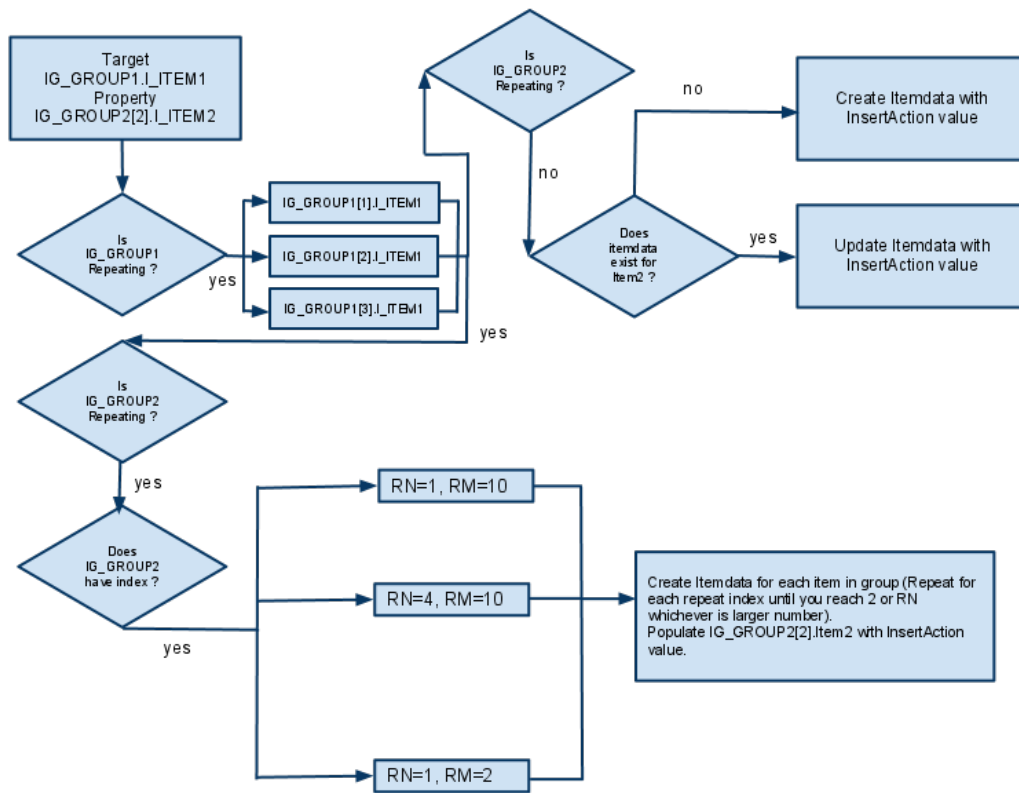 Target
IG_GROUP1.I_ITEM1
Property
IG_GROUP2[2].I_ITEM2
Is
IG_GROUP1
Repeating ?
yes
IG_GROUP1[1].I_ITEM1
IG_GROUP1[2].I_ITEM1
IG_GROUP1[3].I_ITEM1
Is
IG_GROUP2
Repeating ?
no
Does
itemdata
exist for
Item2 ?
no
Create Itemdata with
InsertAction value
yes
Update Itemdata with
InsertAction value
yes
Is
IG_GROUP2
Repeating ?
yes
Does
IG_GROUP2
have index ?
yes
RN=1, RM=10
RN=4, RM=10
RN=1, RM=2
Create Itemdata for each item in group (Repeat for
each repeat index until you reach 2 or RN
whichever is larger number).
Populate IG_GROUP2[2].Item2 with InsertAction
value.